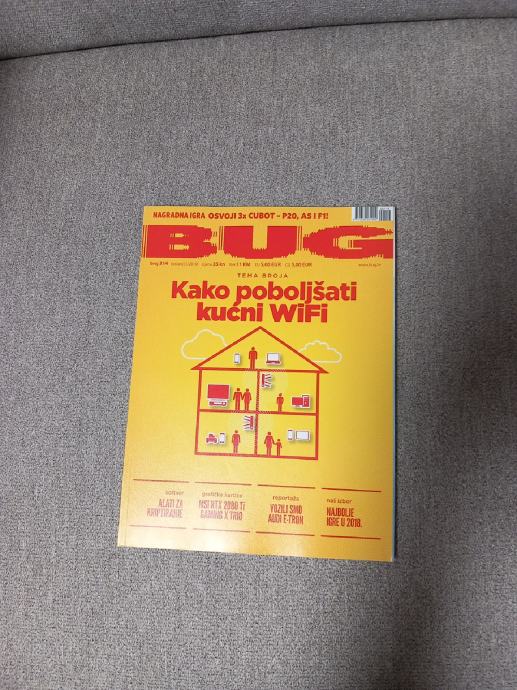 NAGRADNA IGRA OSVOJI 3x CUBOT - P20, A5 I F1!
BUG
TEMA BROJA
Kako poboljšati
kućni WiFi
softver
ALATI ZA
KRIPTIRANJE
grafičke kartice
MSI RTX 2080 Ti
GAMING X TRIO
reportaža
VOZILI SMO
AUDI E-TRON
naš izbor
NAJBOLJE
IGRE U 2018.